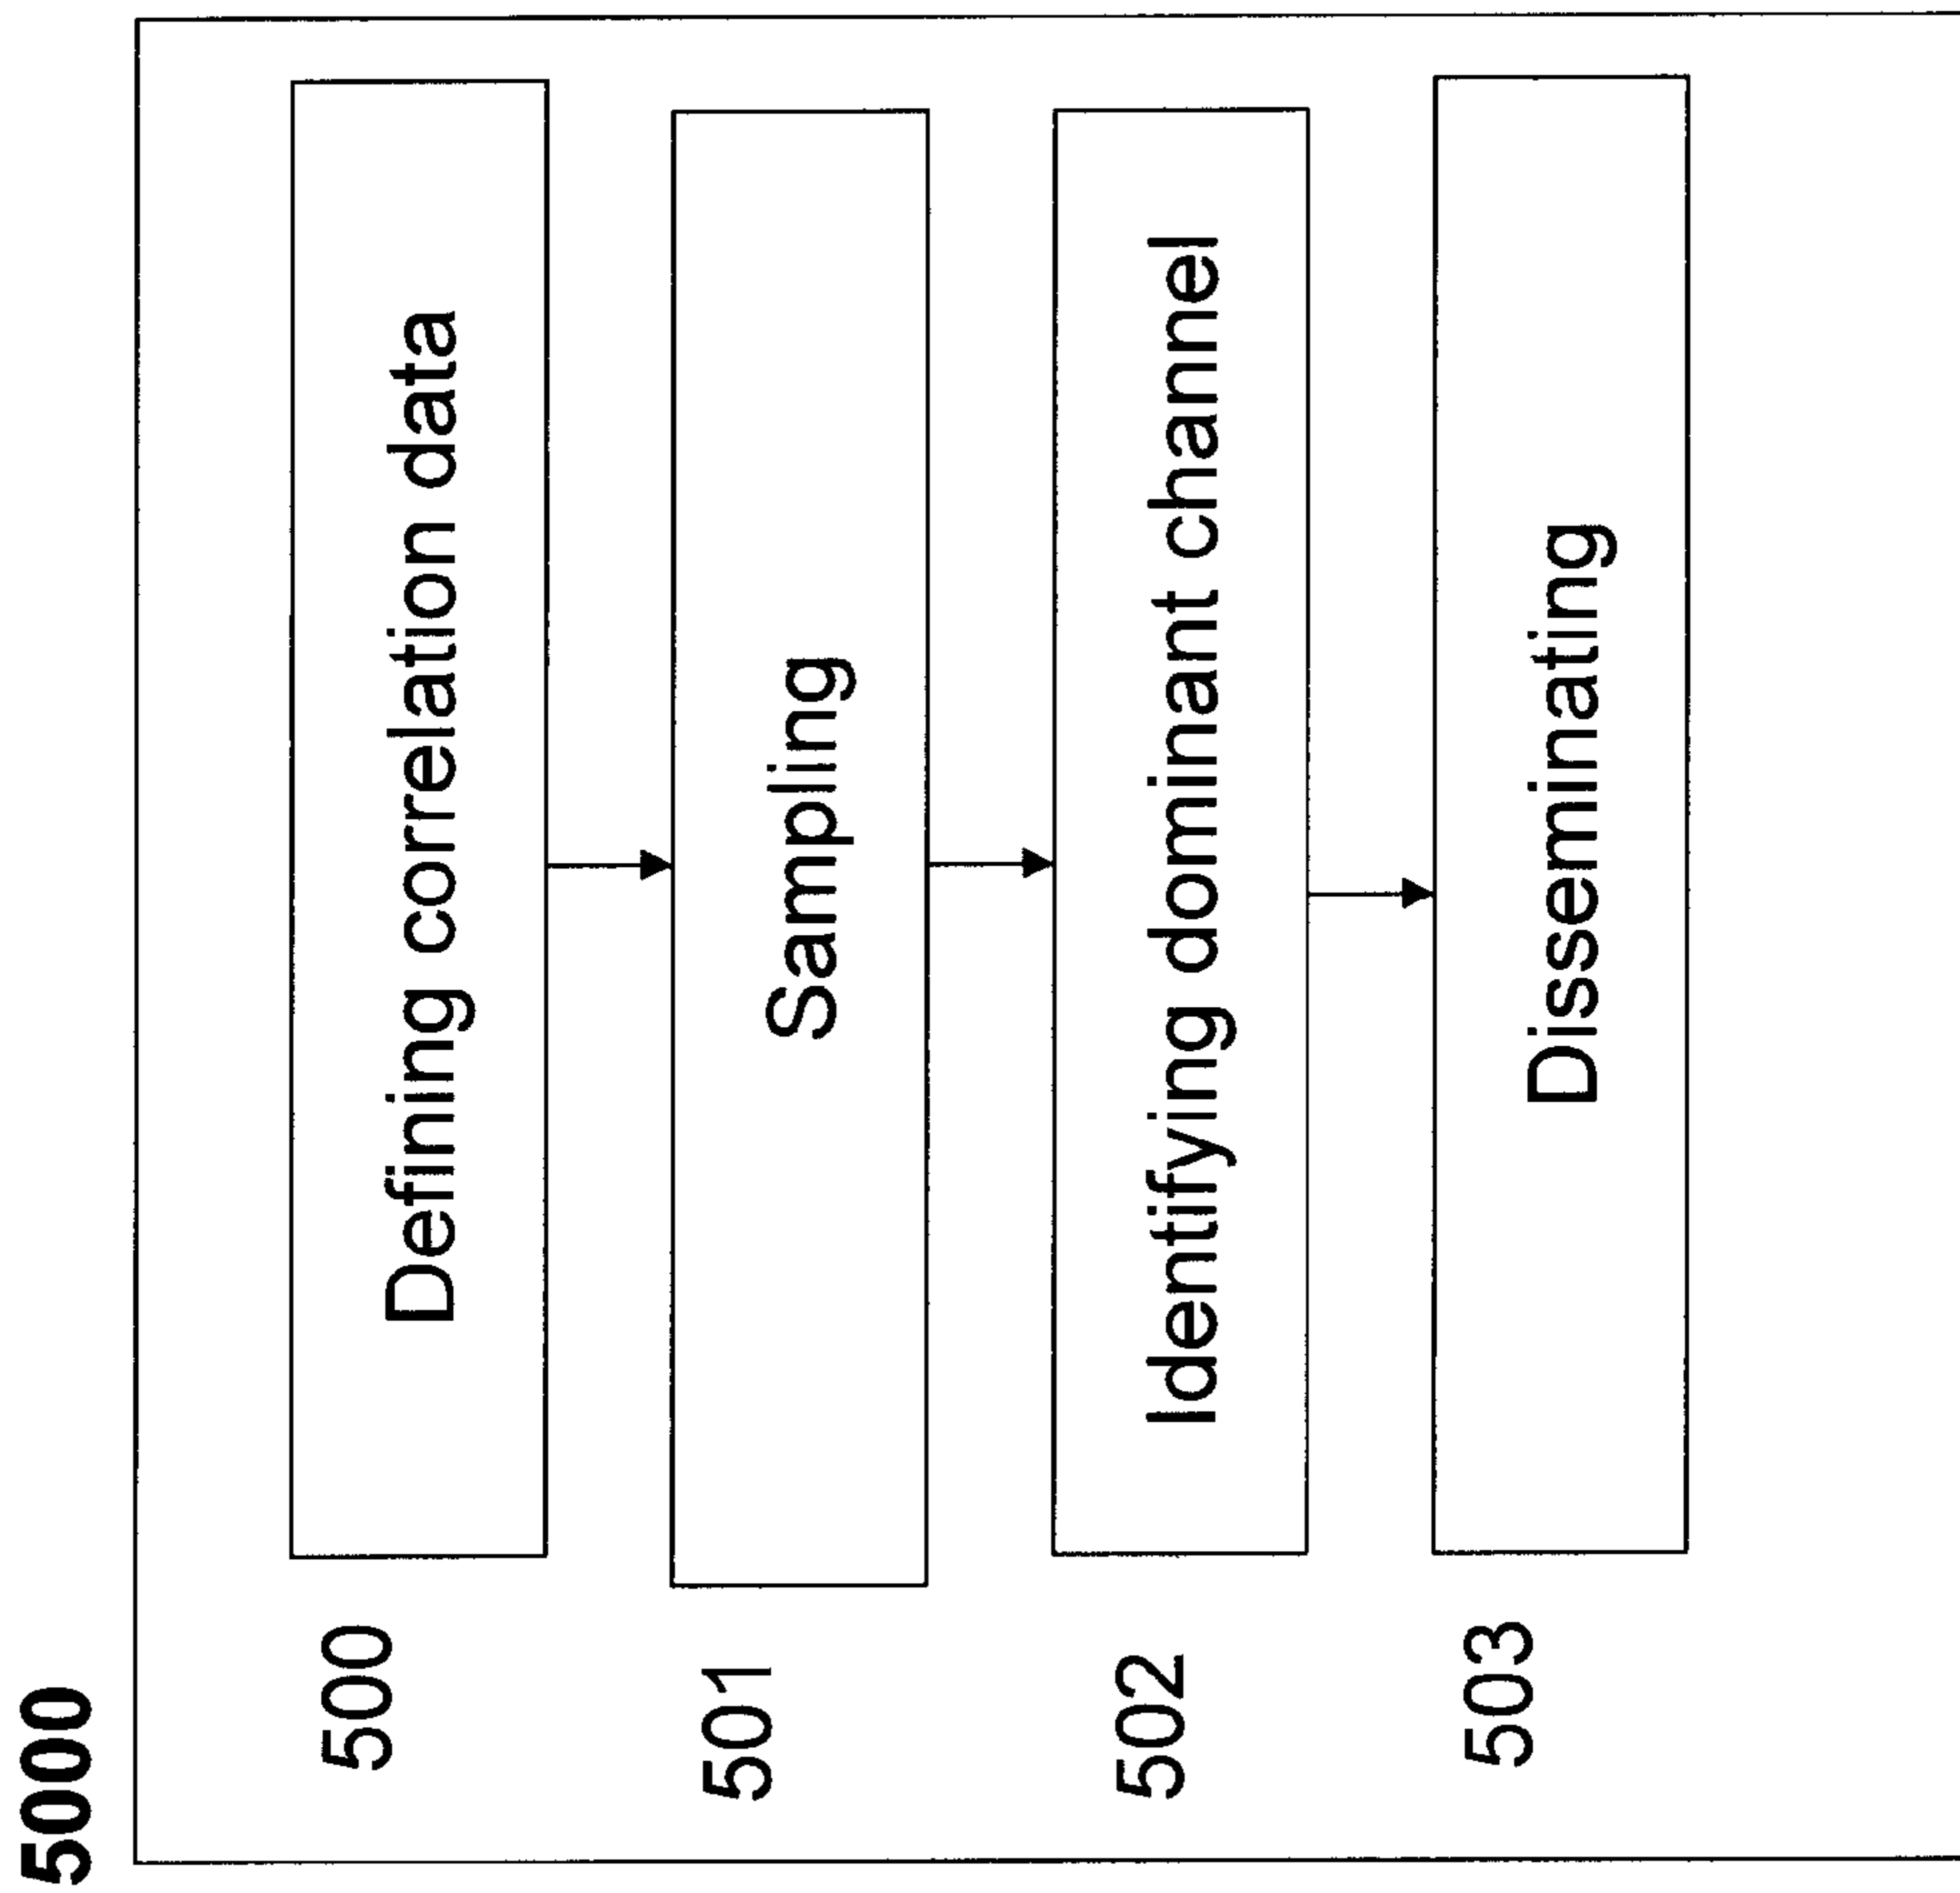 5000
500
Defining correlation data
501
Sampling
502
Identifying dominant channel
503
Disseminating